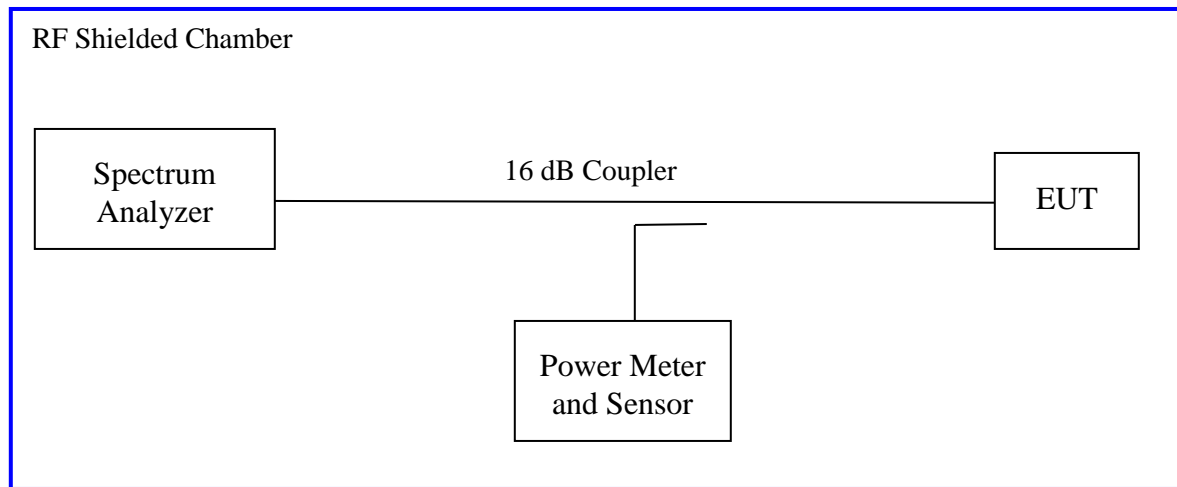 RF Shielded Chamber
Spectrum
Analyzer
16 dB Coupler
EUT
Power Meter
and Sensor